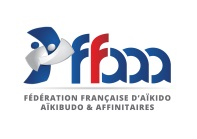 ffaaa
FÉDÉRATION FRANÇAISE D'AÏKIDO
AÏKIBUDO & AFFINITAIRES